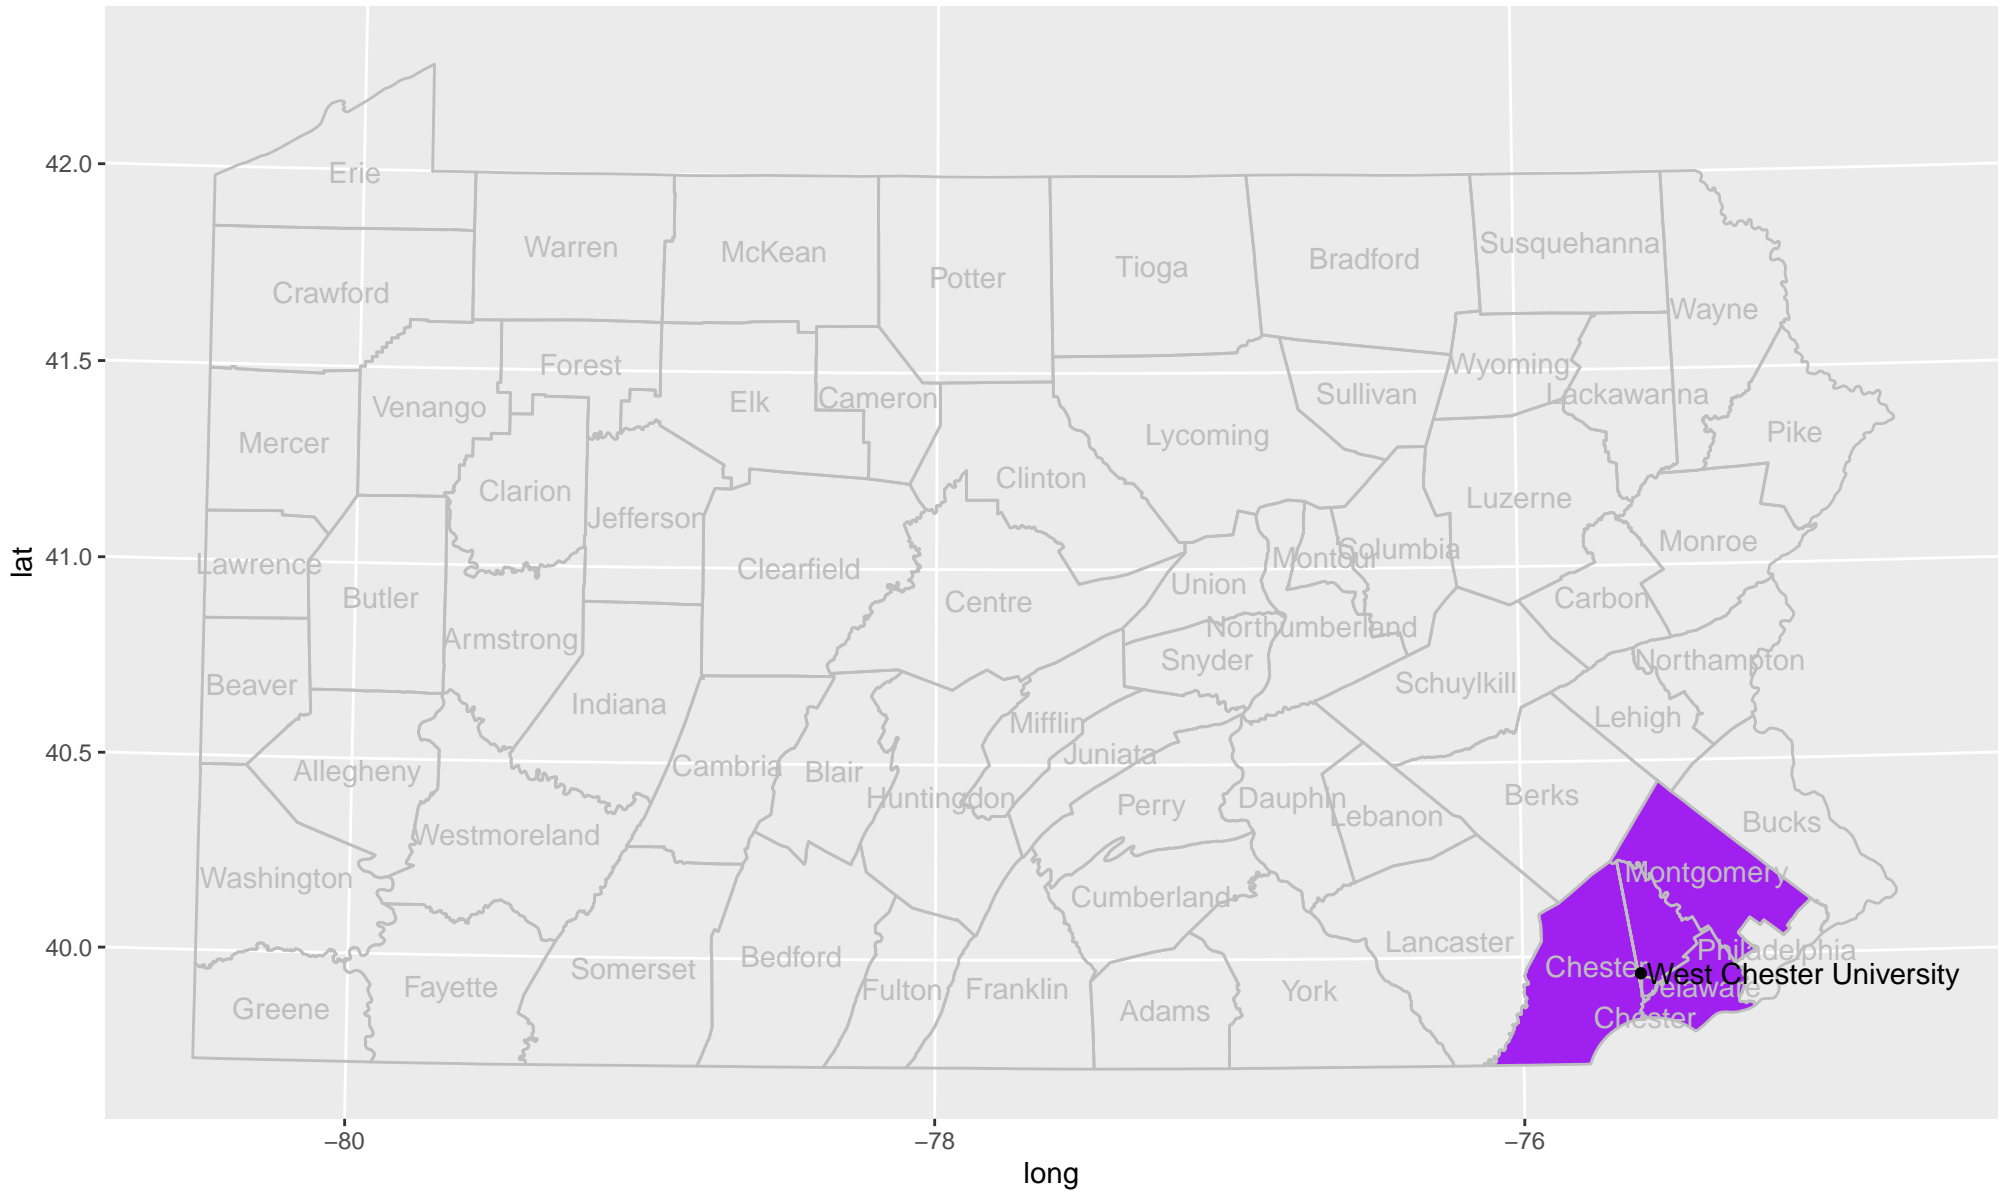 42.0
41.5
41.0
40.5
40.0
lat
Erie
Warren
McKean
Potter
Tioga
Bradford
Susquehanna
Wayne
Crawford
Forest
Venango
Elk
Cameron
Sullivan
Wyoming
Lackawanna
Pike
Mercer
Lycoming
Clarion
Clinton
Luzerne
Jefferson
Monroe
Lawrence
Clearfield
Montour
Columbia
Butler
Centre
Union
Carbon
Armstrong
Northumberland
Snyder
Northampton
Beaver
Indiana
Schuylkill
Mifflin
Lehigh
Juniata
Allegheny
Cambria
Blair
Huntingdon
Perry
Dauphin
Lebanon
Berks
Bucks
Westmoreland
Washington
Montgomery
Cumberland
Lancaster
Philadelphia
Bedford
Somerset
Chester
West Chester University
Delaware
Fayette
Fulton
Franklin
York
Greene
Adams
Chester
−80
−78
−76
long